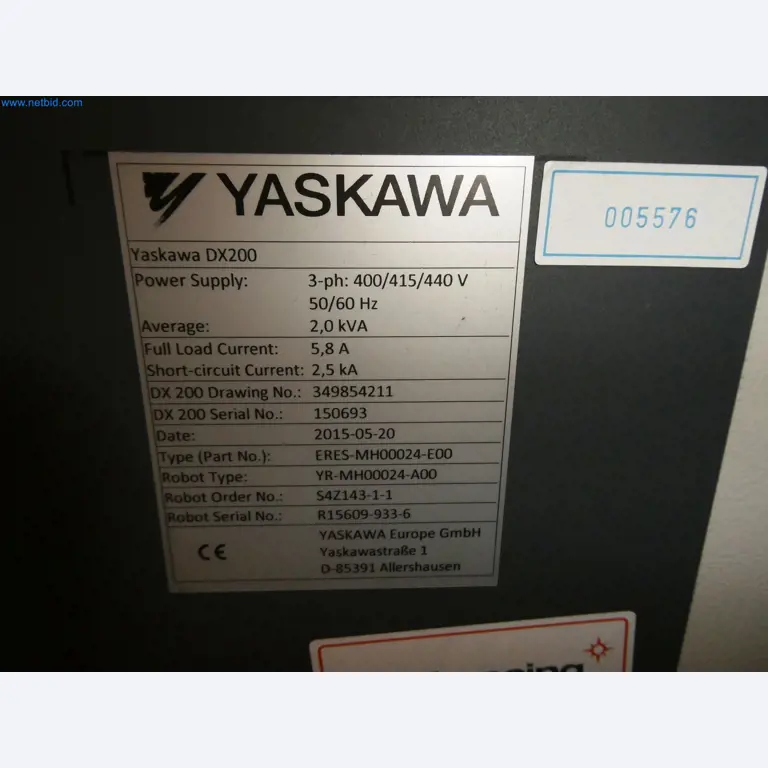 www.netbid.com
YASKAWA
005576
Yaskawa DX200
Power Supply: 3-ph: 400/415/440 V
50/60 Hz
Average: 2,0 kVA
Full Load Current: 5,8 A
Short-circuit Current: 2,5 kA
DX 200 Drawing No.: 349854211
DX 200 Serial No.: 150693
Date: 2015-05-20
Type (Part No.): ERES-MH00024-E00
Robot Type: YR-MH00024-A00
Robot Order No.: S4Z143-1-1
Robot Serial No.: R15609-933-6
YASKAWA Europe GmbH
CE Yaskawastraße 1
D-85391 Allershausen